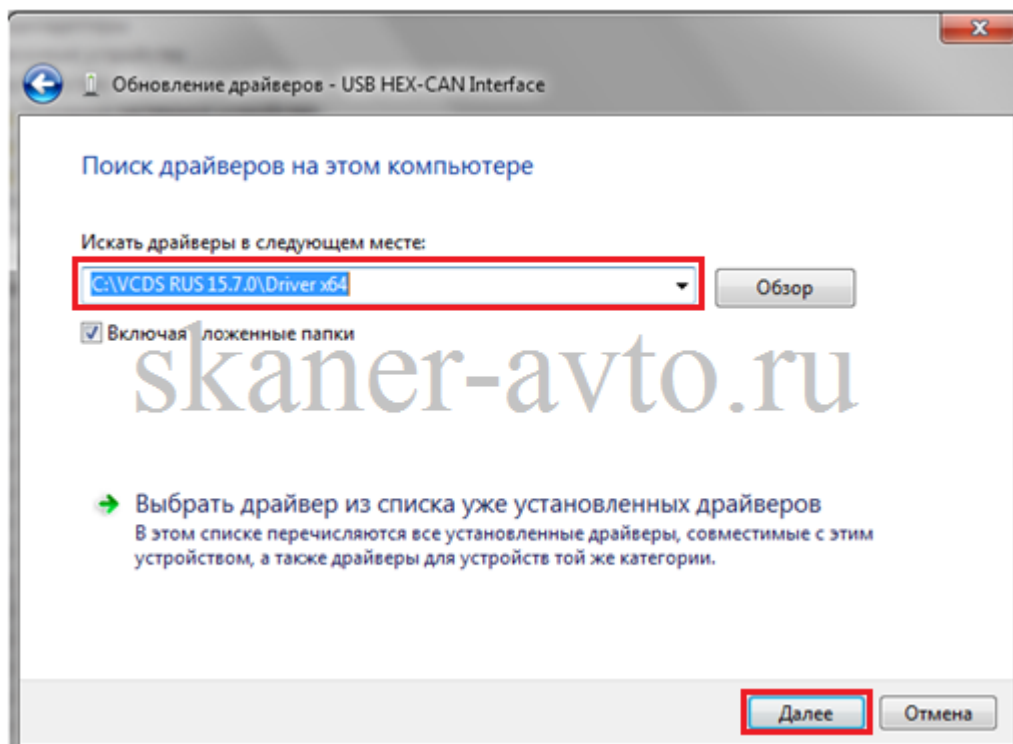 Обновление драйверов - USB HEX-CAN Interface
Поиск драйверов на этом компьютере
Искать драйверы в следующем месте:
C:\VCDS RUS 15.7.0\Driver x64
Обзор
Включая вложенные папки
skaner-avto.ru
Выбрать драйвер из списка уже установленных драйверов
В этом списке перечисляются все установленные драйверы, совместимые с этим
устройством, а также драйверы для устройств той же категории.
Далее
Отмена